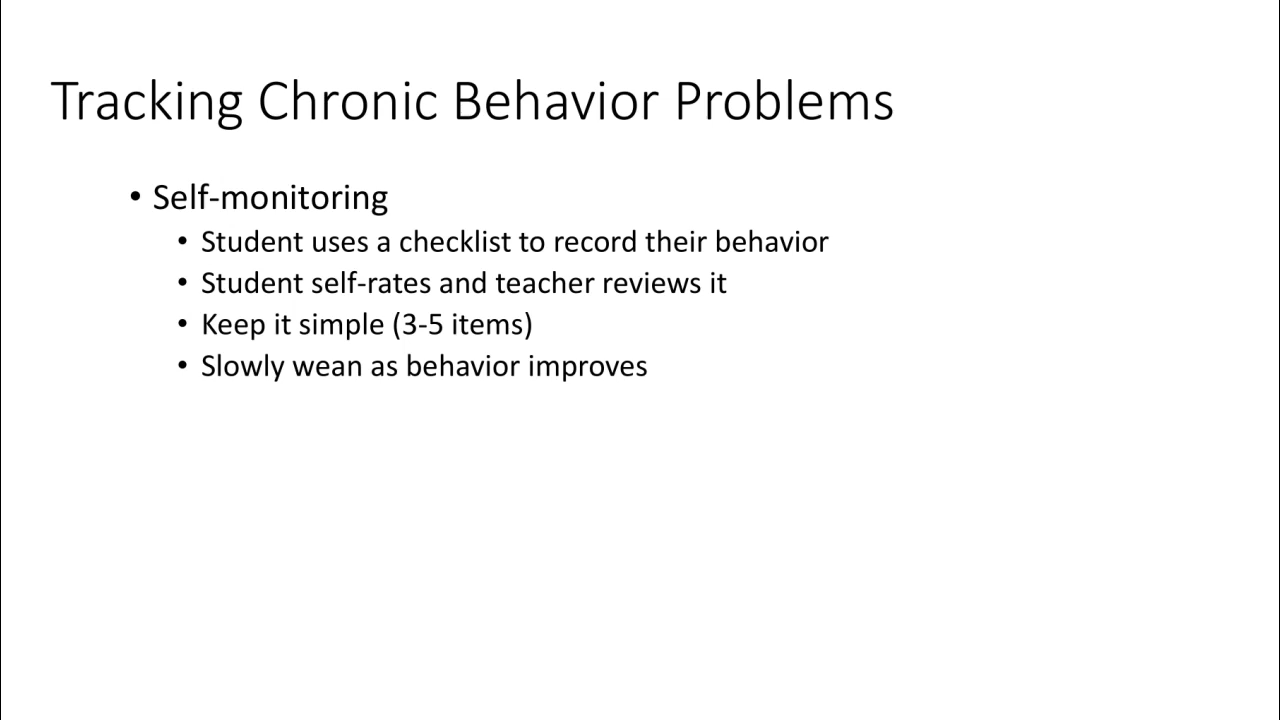 Tracking Chronic Behavior Problems
• Self-monitoring
• Student uses a checklist to record their behavior
• Student self-rates and teacher reviews it
• Keep it simple (3-5 items)
• Slowly wean as behavior improves